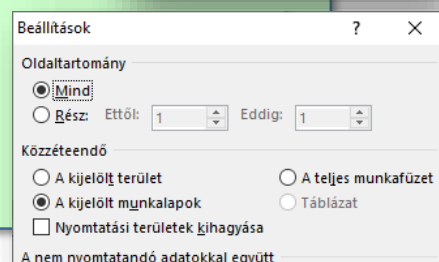 Beállítások ?
Oldaltartomány
Mind
Rész: Ettől: 1 Eddig: 1
Közzéteendő
A kijelölt terület A teljes munkafüzet
A kijelölt munkalapok Táblázat
Nyomtatási területek kihagyása
A nem nyomtatandó adatokkal együtt